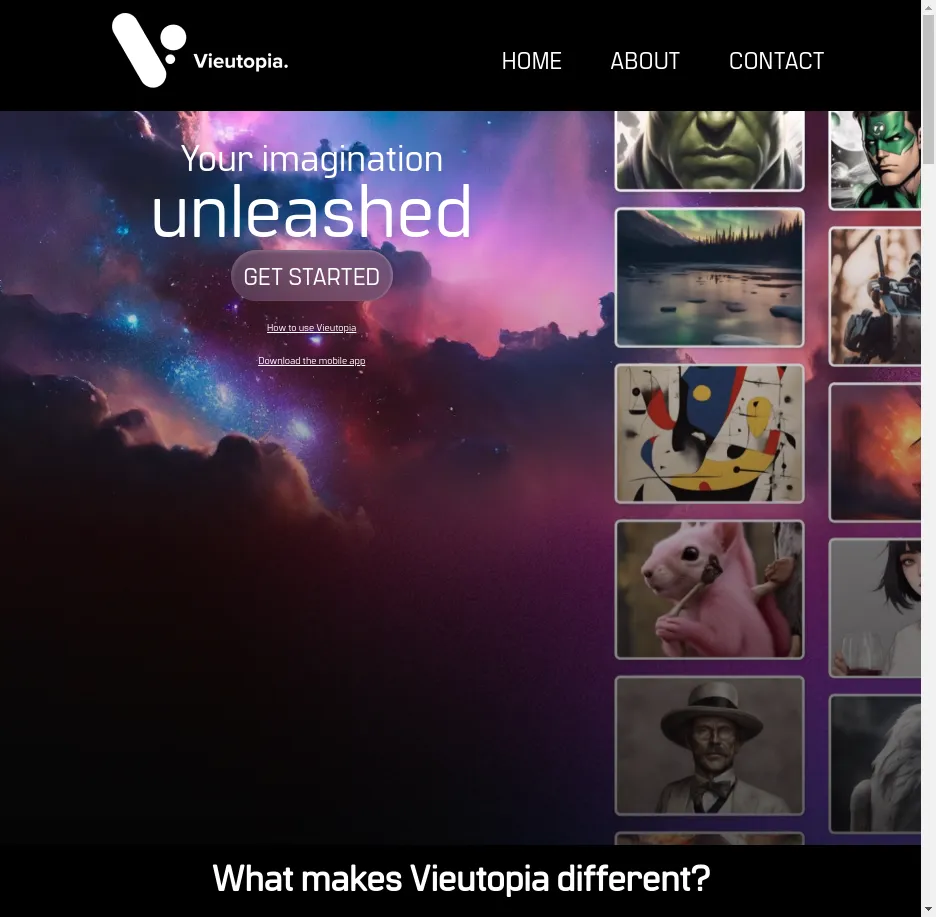 Vieutopia.
HOME
ABOUT
CONTACT
Your imagination
unleashed
GET STARTED
How to use Vieutopia
Download the mobile app
What makes Vieutopia different?